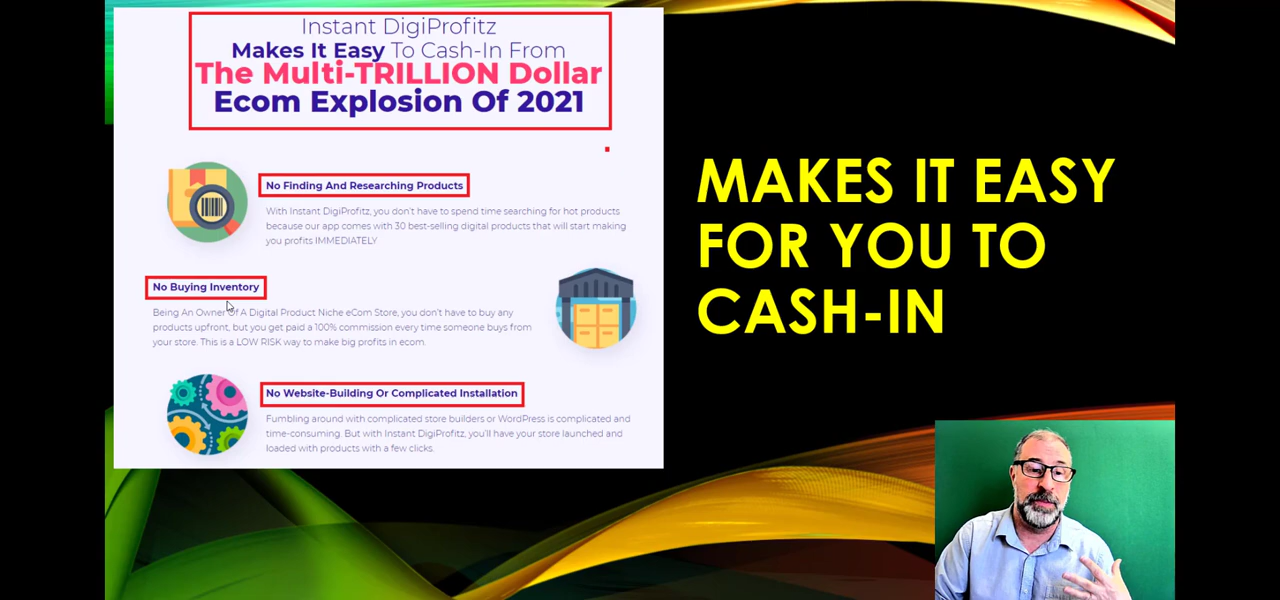 Instant DigiProfitz
Makes It Easy To Cash-In From
The Multi-TRILLION Dollar
Ecom Explosion Of 2021
No Finding And Researching Products
With Instant DigiProfitz, you don't have to spend time searching for hot products
because our app comes with 30 best-selling digital products that will start making
you profits IMMEDIATELY
No Buying Inventory
Being An Owner Of A Digital Product Niche eCom Store, you don't have to buy any
products upfront, but you get paid a 100% commission every time someone buys from
your store. This is a LOW RISK way to make big profits in ecom.
No Website-Building Or Complicated Installation
Fumbling around with complicated store builders or WordPress is complicated and
time-consuming. But with Instant DigiProfitz, you'll have your store launched and
loaded with products with a few clicks.
MAKES IT EASY
FOR YOU TO
CASH-IN